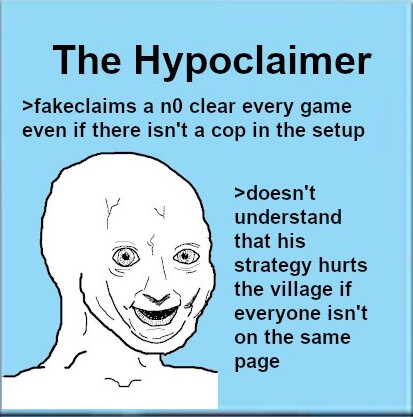 The Hypoclaimer
>fakeclaims a n0 clear every game
even if there isn't a cop in the setup
>doesn't
understand
that his
strategy hurts
the village if
everyone isn't
on the same
page